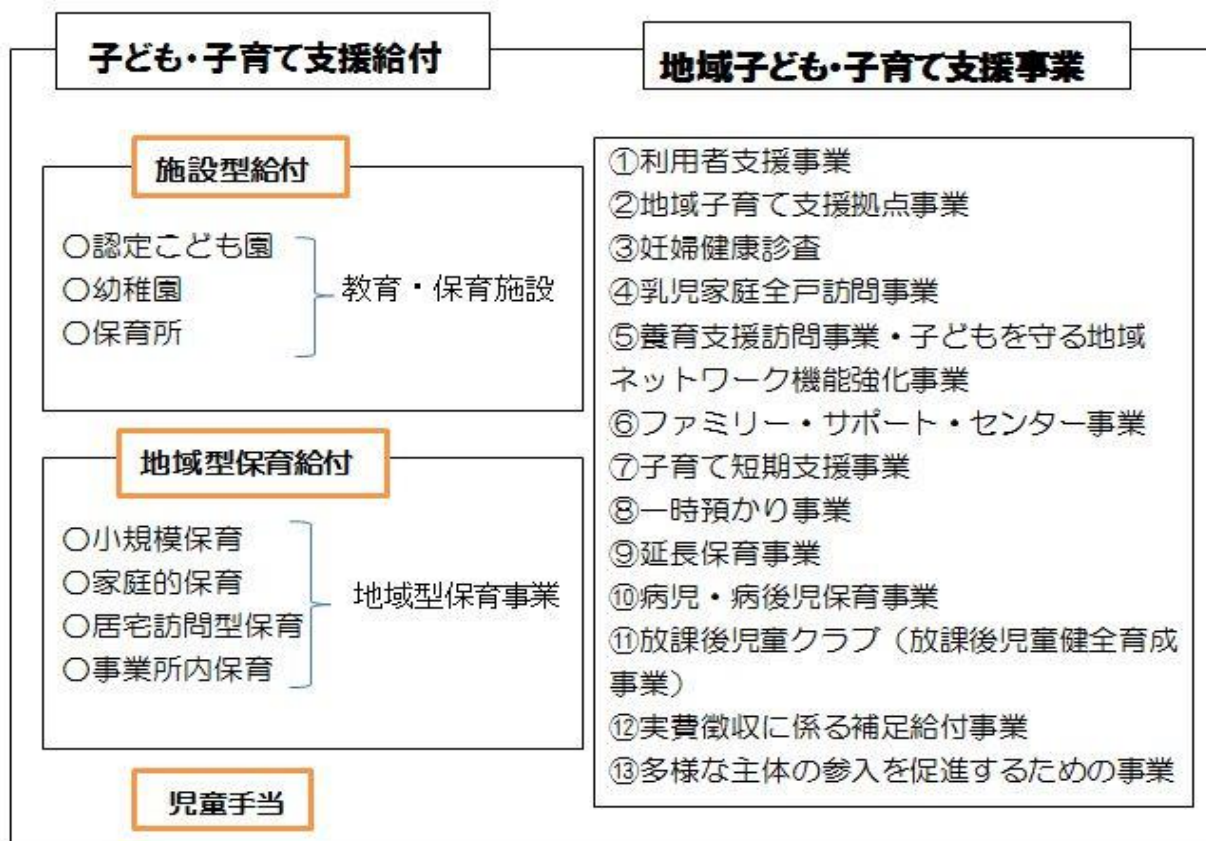 子ども・子育て支援給付
施設型給付
〇認定こども園
〇幼稚園
〇保育所
教育・保育施設
地域型保育給付
〇小規模保育
〇家庭的保育
〇居宅訪問型保育
〇事業所内保育
地域型保育事業
児童手当
地域子ども・子育て支援事業
①利用者支援事業
②地域子育て支援拠点事業
③妊婦健康診査
④乳児家庭全戸訪問事業
⑤養育支援訪問事業・子どもを守る地域
ネットワーク機能強化事業
⑥ファミリー・サポート・センター事業
⑦子育て短期支援事業
⑧一時預かり事業
⑨延長保育事業
⑩病児・病後児保育事業
⑪放課後児童クラブ（放課後児童健全育成
事業）
⑫実費徴収に係る補足給付事業
⑬多様な主体の参入を促進するための事業